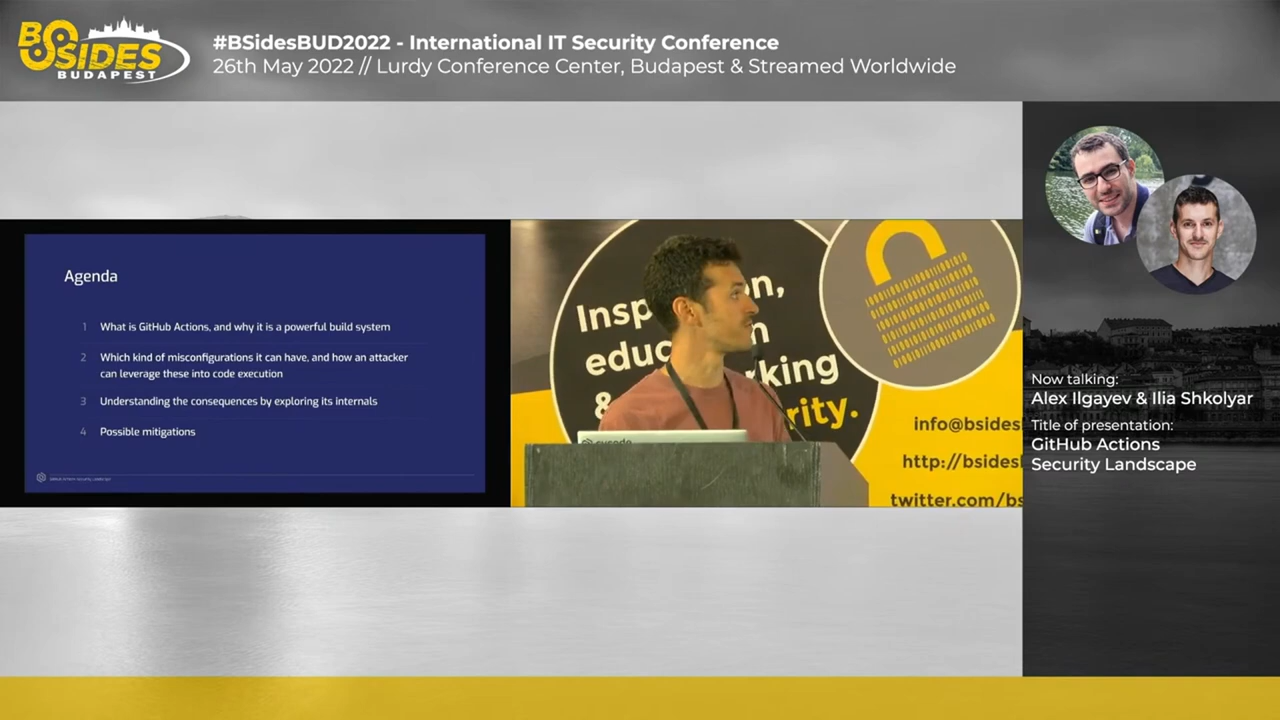 BSIDES
BUDAPEST
#BSidesBUD2022 - International IT Security Conference
26th May 2022 // Lurdy Conference Center, Budapest & Streamed Worldwide
Agenda
1 What is GitHub Actions, and why it is a powerful build system
2 Which kind of misconfigurations it can have, and how an attacker
can leverage these into code execution
3 Understanding the consequences by exploring its internals
4 Possible mitigations
Insp n,
educ n
& king
rity.
info@bsides
http://bsides
twitter.com/bs
Now talking:
Alex Ilgayev & Ilia Shkolyar
Title of presentation:
GitHub Actions
Security Landscape